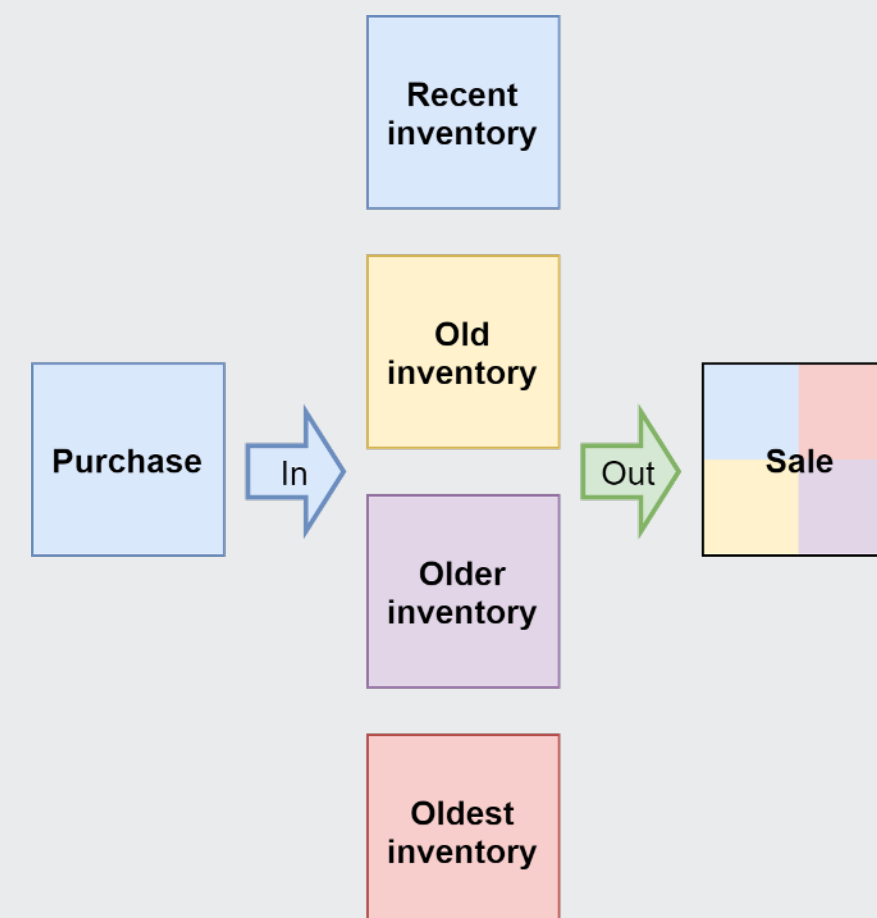 Recent
inventory
Old
inventory
Purchase
In
Out
Sale
Older
inventory
Oldest
inventory